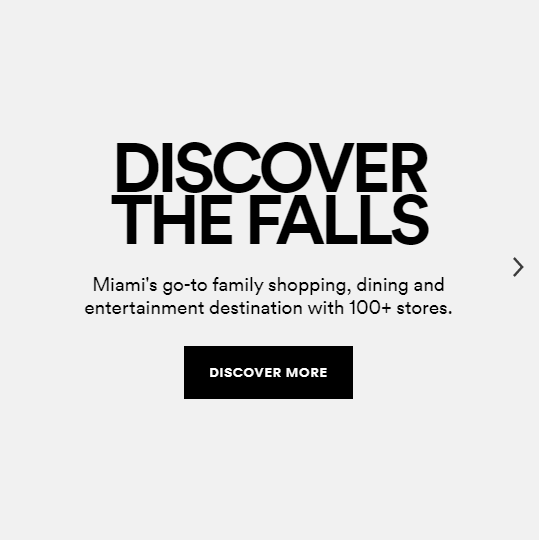 DISCOVER
THE FALLS
Miami's go-to family shopping, dining and
entertainment destination with 100+ stores.
DISCOVER MORE